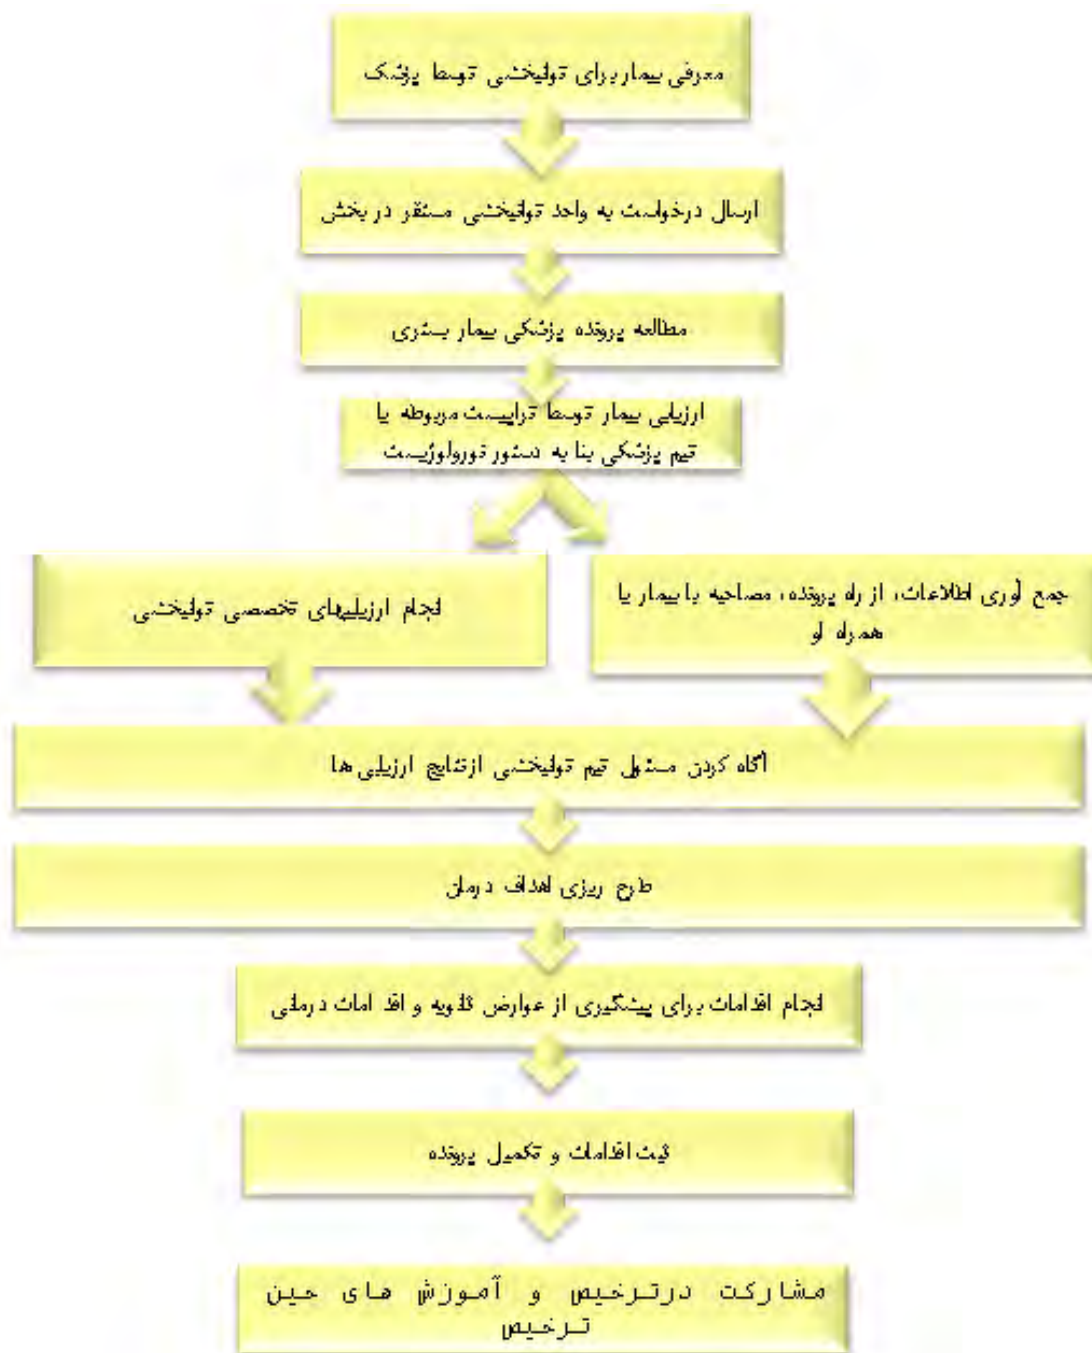 معرفی بیمار برای توانبخشی توسط پزشک
ارسال درخواست به واحد توانبخشی مستقر در بخش
مطالعه پرونده پزشکی بیمار بستری
ارزیابی بیمار توسط تراپیست مربوطه یا
تیم پزشکی بنا به دستور نورولوژیست
جمع آوری اطلاعات، از راه پرونده، مصاحبه با بیمار یا
همراه او
انجام ارزیابیهای تخصصی توانبخشی
آگاه کردن مسئول تیم توانبخشی از نتایج ارزیابی ها
طرح ریزی اهداف درمان
انجام اقدامات برای پیشگیری از عوارض ثانویه و اقدامات درمانی
ثبت اقدامات و تکمیل پرونده
مشارکت درترخیص و آموزش های حین
ترخیص